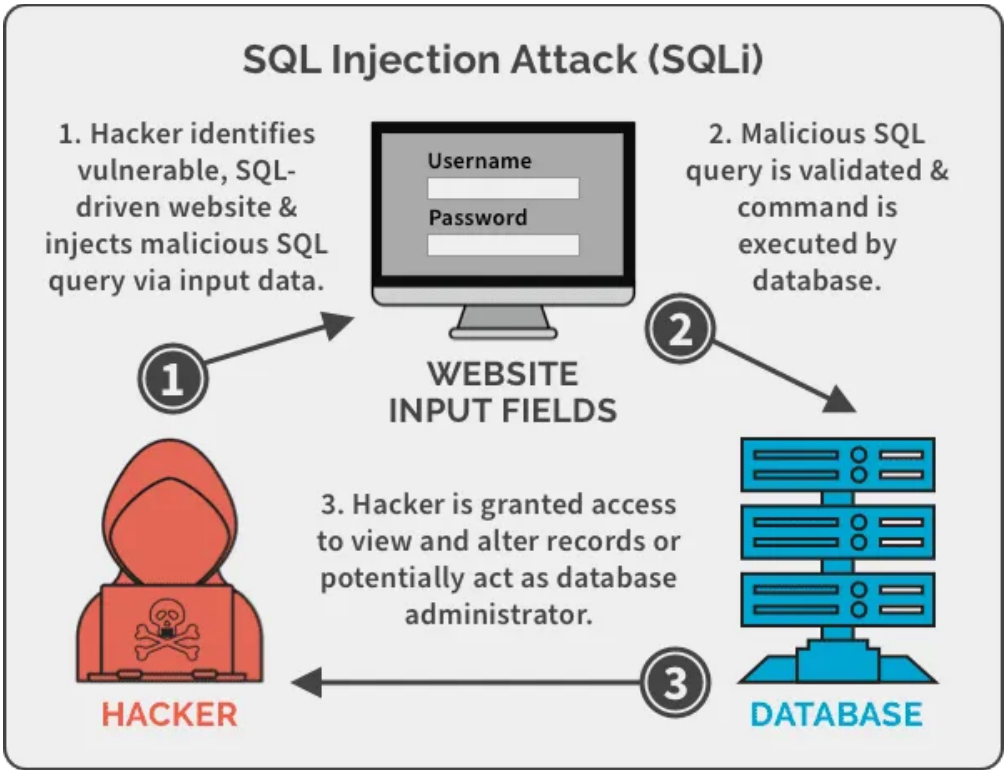 SQL Injection Attack (SQLi)
1. Hacker identifies
vulnerable, SQL-
driven website &
injects malicious SQL
query via input data.
Username
Password
2. Malicious SQL
query is validated &
command is
executed by
database.
1
2
WEBSITE
INPUT FIELDS
3. Hacker is granted access
to view and alter records or
potentially act as database
administrator.
3
HACKER
DATABASE